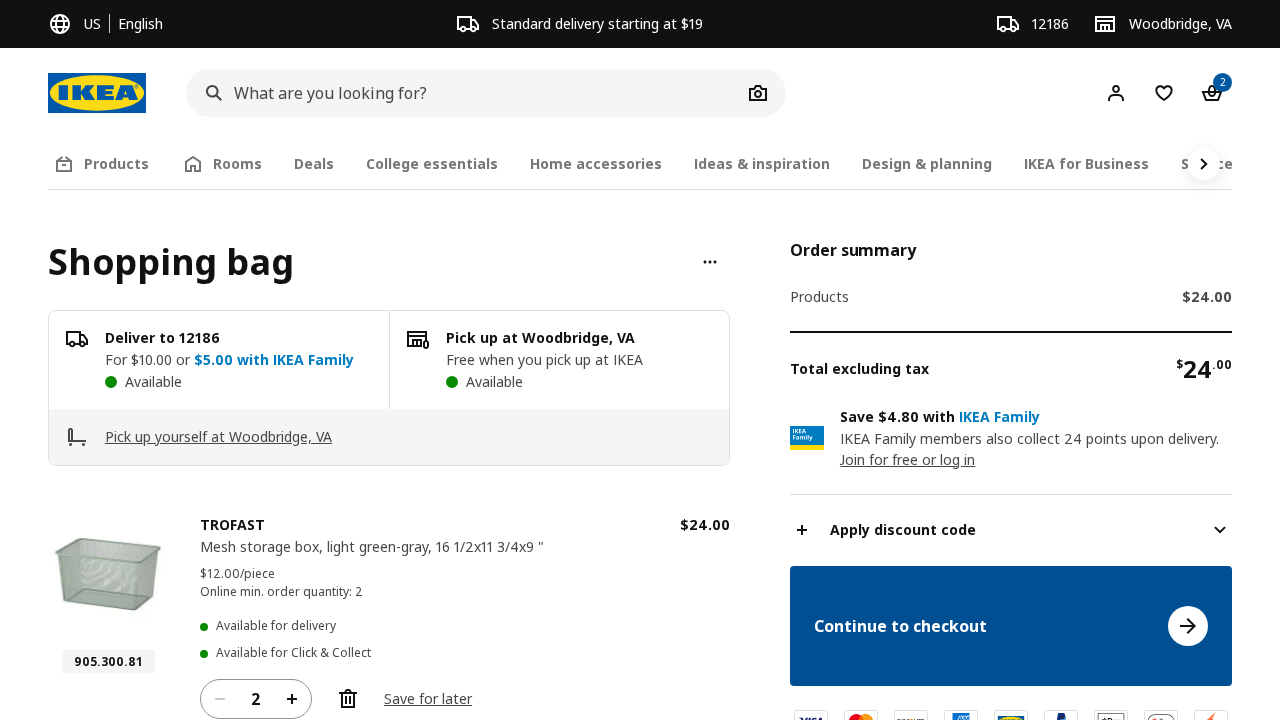 US English
Standard delivery starting at $19
12186
Woodbridge, VA
IKEA
What are you looking for?
2
Products
Rooms
Deals
College essentials
Home accessories
Ideas & inspiration
Design & planning
IKEA for Business
Shopping bag
Deliver to 12186
For $10.00 or $5.00 with IKEA Family
Available
Pick up at Woodbridge, VA
Free when you pick up at IKEA
Available
Pick up yourself at Woodbridge, VA
TROFAST
$24.00
Mesh storage box, light green-gray, 16 1/2x11 3/4x9 "
$12.00/piece
Online min. order quantity: 2
Available for delivery
Available for Click & Collect
905.300.81
2
Save for later
Order summary
Products $24.00
Total excluding tax $24.00
Save $4.80 with IKEA Family
IKEA Family members also collect 24 points upon delivery.
Join for free or log in
IKEA
Family
Apply discount code
Continue to checkout
VISA